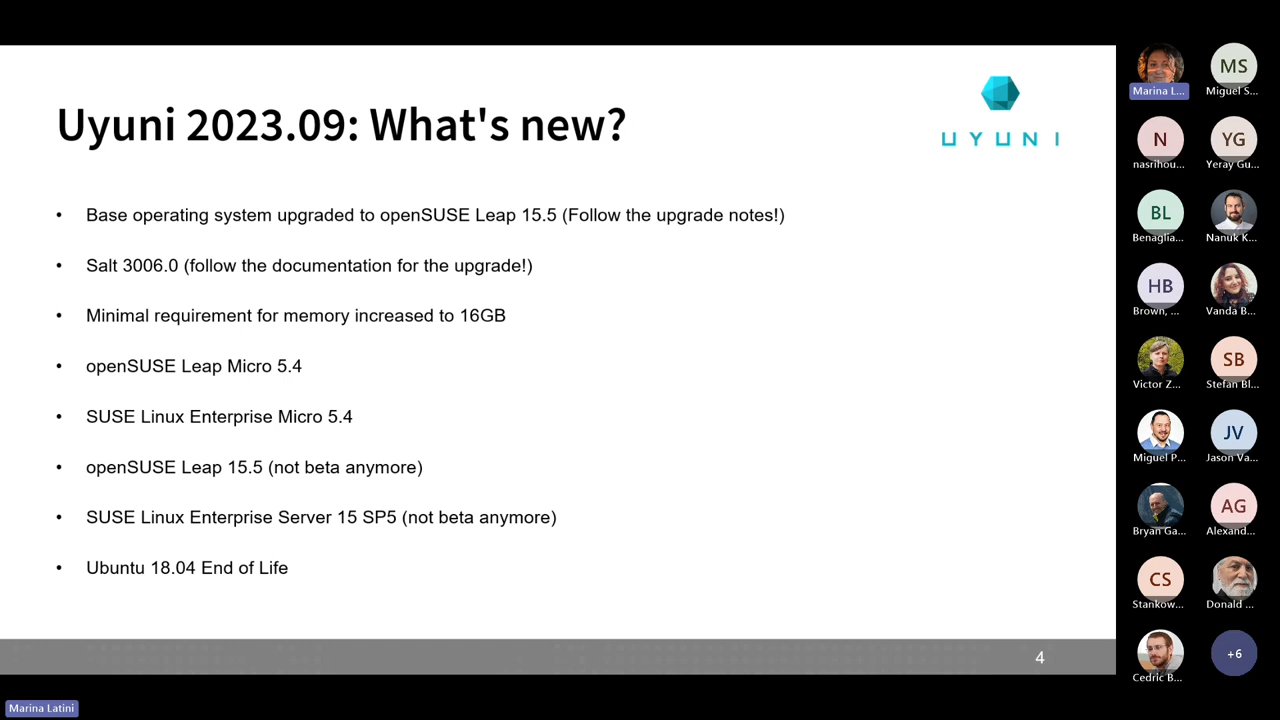 Uyuni 2023.09: What's new?
UYUNI
• Base operating system upgraded to openSUSE Leap 15.5 (Follow the upgrade notes!)
• Salt 3006.0 (follow the documentation for the upgrade!)
• Minimal requirement for memory increased to 16GB
• openSUSE Leap Micro 5.4
• SUSE Linux Enterprise Micro 5.4
• openSUSE Leap 15.5 (not beta anymore)
• SUSE Linux Enterprise Server 15 SP5 (not beta anymore)
• Ubuntu 18.04 End of Life
4
Marina L...
MS
Miguel S...
N
nasrihou...
YG
Yeray Gu...
BL
Benaglia...
Nanuk K...
HB
Brown, ...
Vanda B...
Victor Z...
SB
Stefan Bl...
Miguel P...
JV
Jason Va...
Bryan Ga...
AG
Alexand...
CS
Stankow...
Donald ...
Cedric B...
+6
Marina Latini